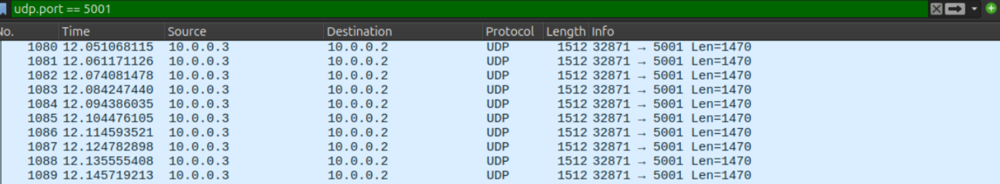 udp.port == 5001
No. Time Source Destination Protocol Length Info
1080 12.051068115 10.0.0.3 10.0.0.2 UDP 1512 32871 → 5001 Len=1470
1081 12.061171126 10.0.0.3 10.0.0.2 UDP 1512 32871 → 5001 Len=1470
1082 12.074081478 10.0.0.3 10.0.0.2 UDP 1512 32871 → 5001 Len=1470
1083 12.084247440 10.0.0.3 10.0.0.2 UDP 1512 32871 → 5001 Len=1470
1084 12.094386035 10.0.0.3 10.0.0.2 UDP 1512 32871 → 5001 Len=1470
1085 12.104476105 10.0.0.3 10.0.0.2 UDP 1512 32871 → 5001 Len=1470
1086 12.114593521 10.0.0.3 10.0.0.2 UDP 1512 32871 → 5001 Len=1470
1087 12.124782898 10.0.0.3 10.0.0.2 UDP 1512 32871 → 5001 Len=1470
1088 12.135555408 10.0.0.3 10.0.0.2 UDP 1512 32871 → 5001 Len=1470
1089 12.145719213 10.0.0.3 10.0.0.2 UDP 1512 32871 → 5001 Len=1470